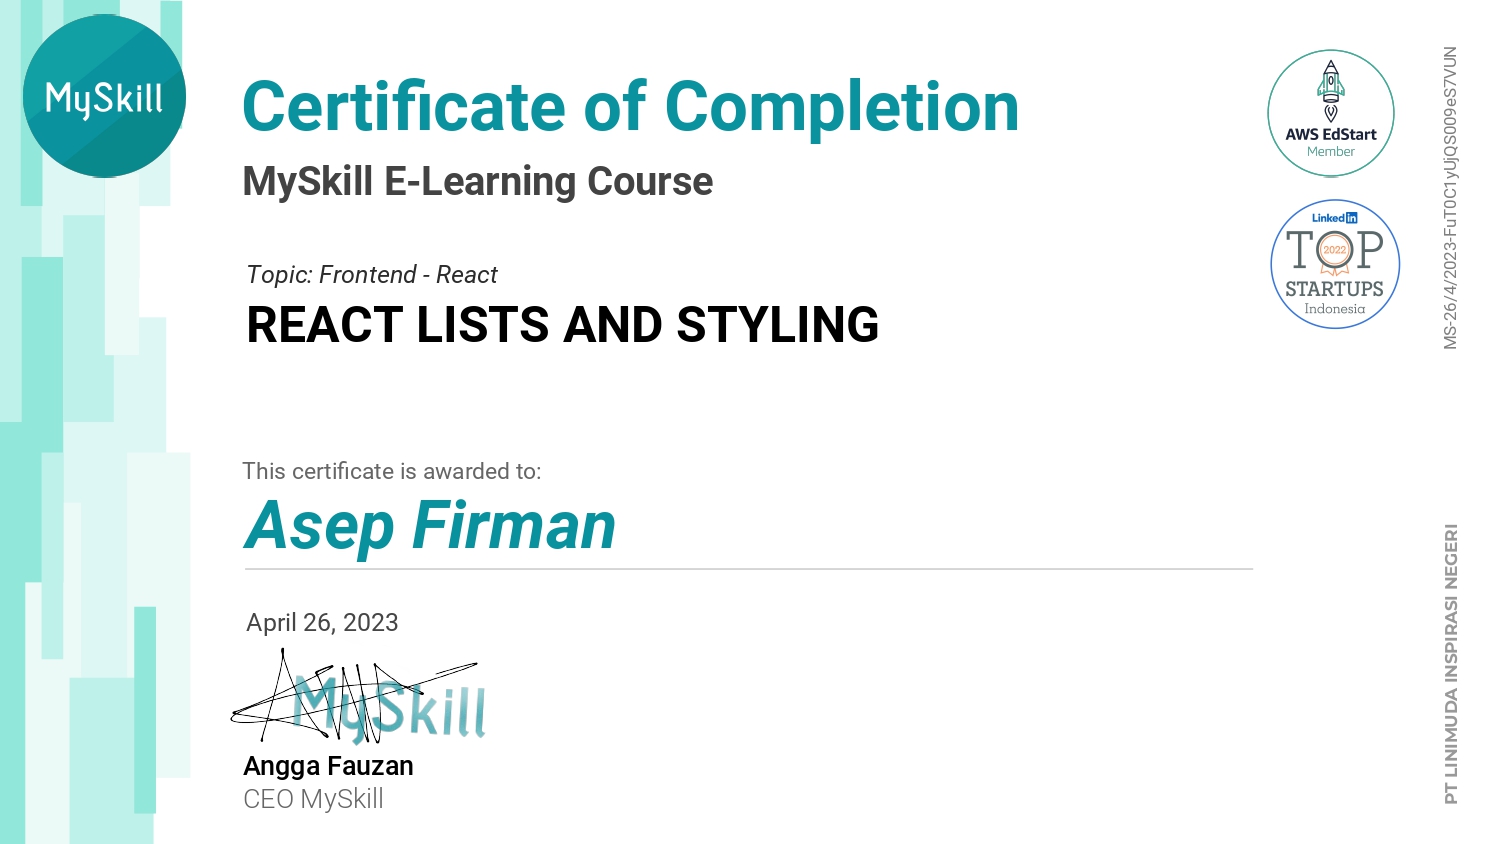 MySkill
Certificate of Completion
MySkill E-Learning Course
Topic: Frontend - React
REACT LISTS AND STYLING
This certificate is awarded to:
Asep Firman
April 26, 2023
MySkill
Angga Fauzan
CEO MySkill
AWS EdStart
Member
Linked in
TOP
2022
STARTUPS
Indonesia
MS-26/4/2023-FuT0C1yUjQS009eS7VUN
PT LINIMUDA INSPIRASI NEGERI